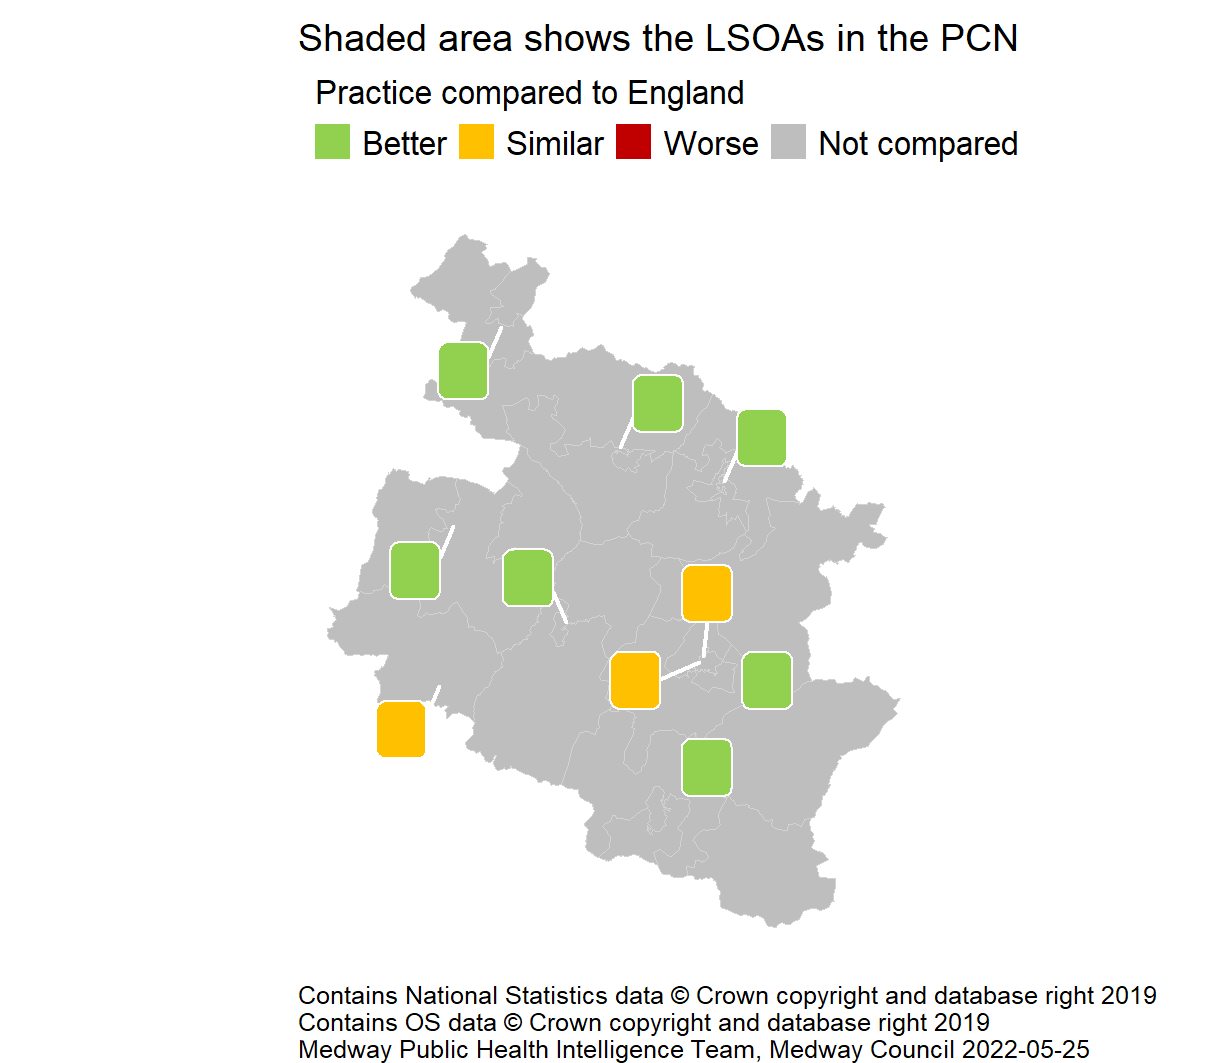 Shaded area shows the LSOAs in the PCN
Practice compared to England
Better Similar Worse Not compared
Contains National Statistics data © Crown copyright and database right 2019
Contains OS data © Crown copyright and database right 2019
Medway Public Health Intelligence Team, Medway Council 2022-05-25